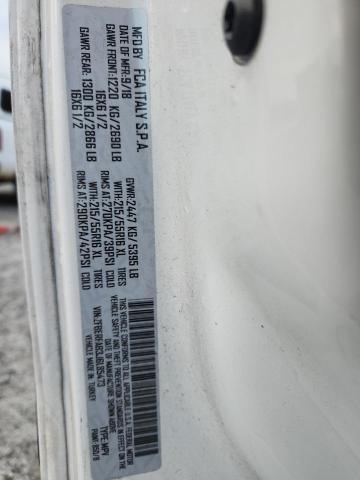 MFD BY FCA ITALY S.P.A.
DATE OF MFR:9/18 GVWR:2447 KG/5395 LB
GAWR FRONT:1220 KG/2690 LB WITH:215/55R16 XL TIRES
16X6 1/2 RIMS AT:270KPA/39PSI COLD
GAWR REAR: 1300 KG/2866 LB WITH:215/55R16 XL TIRES
16X6 1/2 RIMS AT:290KPA/42PSI COLD
THIS VEHICLE CONFORMS TO ALL APPLICABLE U.S.A. FEDERAL MOTOR
VEHICLE SAFETY AND THEFT PREVENTION STANDARDS IN EFFECT ON THE
DATE OF MANUFACTURE SHOWN ABOVE
MADE IN: TURKEY
TYPE: MPV